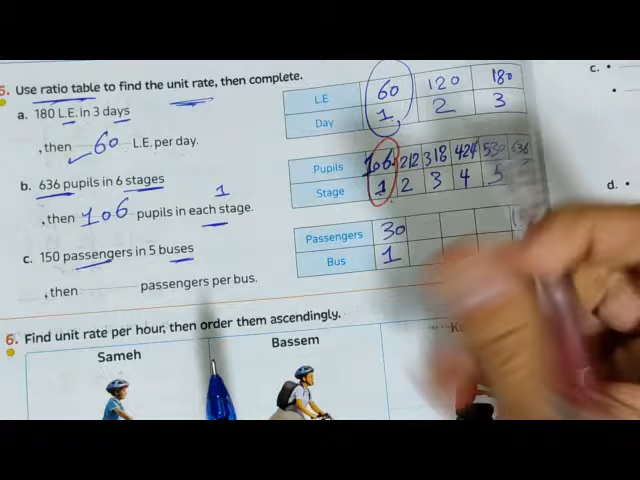 5. Use ratio table to find the unit rate, then complete.
a. 180 L.E. in 3 days
, then 60 L.E. per day.
L.E 60 120 180
Day 1 2 3
b. 636 pupils in 6 stages
1
, then 106 pupils in each stage.
Pupils 106 212 318 424 530 636
Stage 1 2 3 4 5
c. 150 passengers in 5 buses
, then passengers per bus.
Passengers 30
Bus 1
6. Find unit rate per hour, then order them ascendingly.
Sameh Bassem
c. •
•
d. •